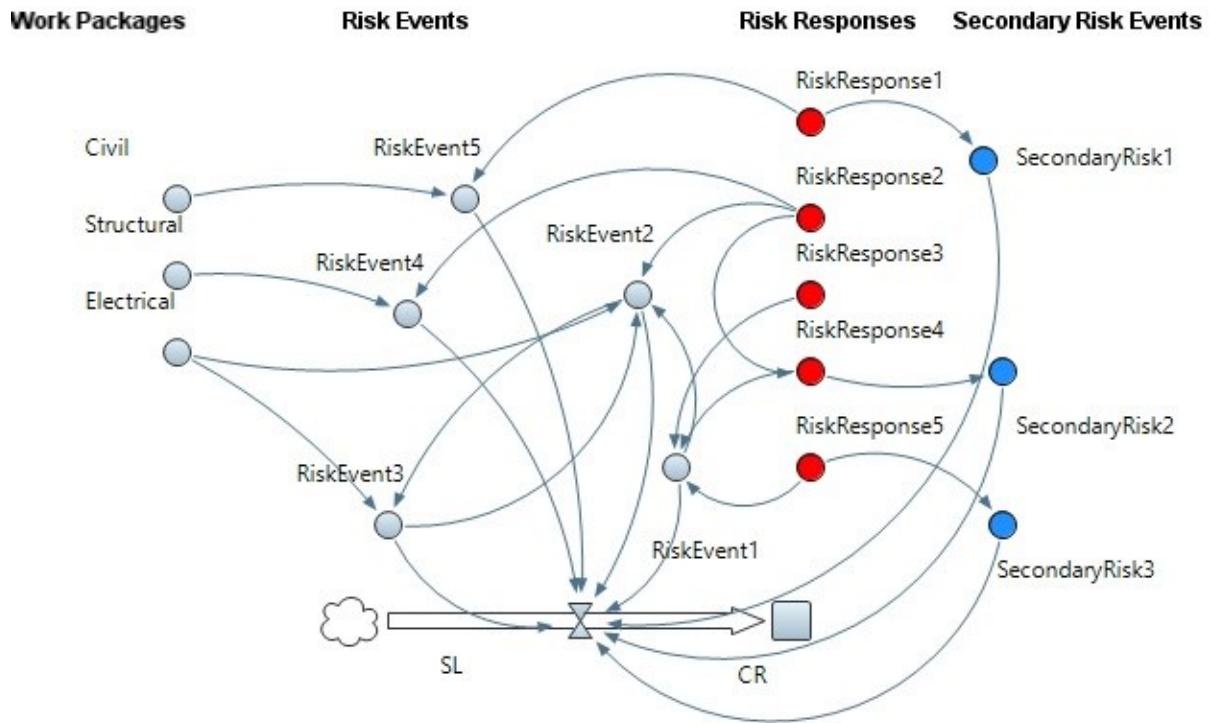 Work Packages
Risk Events
Risk Responses
Secondary Risk Events
RiskResponse1
Civil
RiskEvent5
SecondaryRisk1
RiskResponse2
Structural
RiskEvent2
RiskEvent4
RiskResponse3
Electrical
RiskResponse4
RiskResponse5
SecondaryRisk2
RiskEvent3
RiskEvent1
SecondaryRisk3
SL
CR